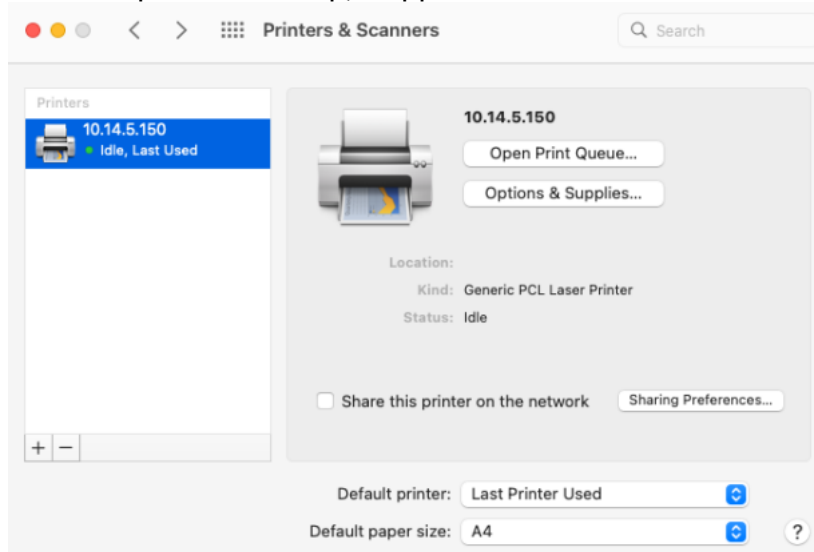 Printers & Scanners
Search
Printers
10.14.5.150
Idle, Last Used
10.14.5.150
Open Print Queue...
Options & Supplies...
Location:
Kind: Generic PCL Laser Printer
Status: Idle
Share this printer on the network
Sharing Preferences...
+ −
Default printer: Last Printer Used
Default paper size: A4
?